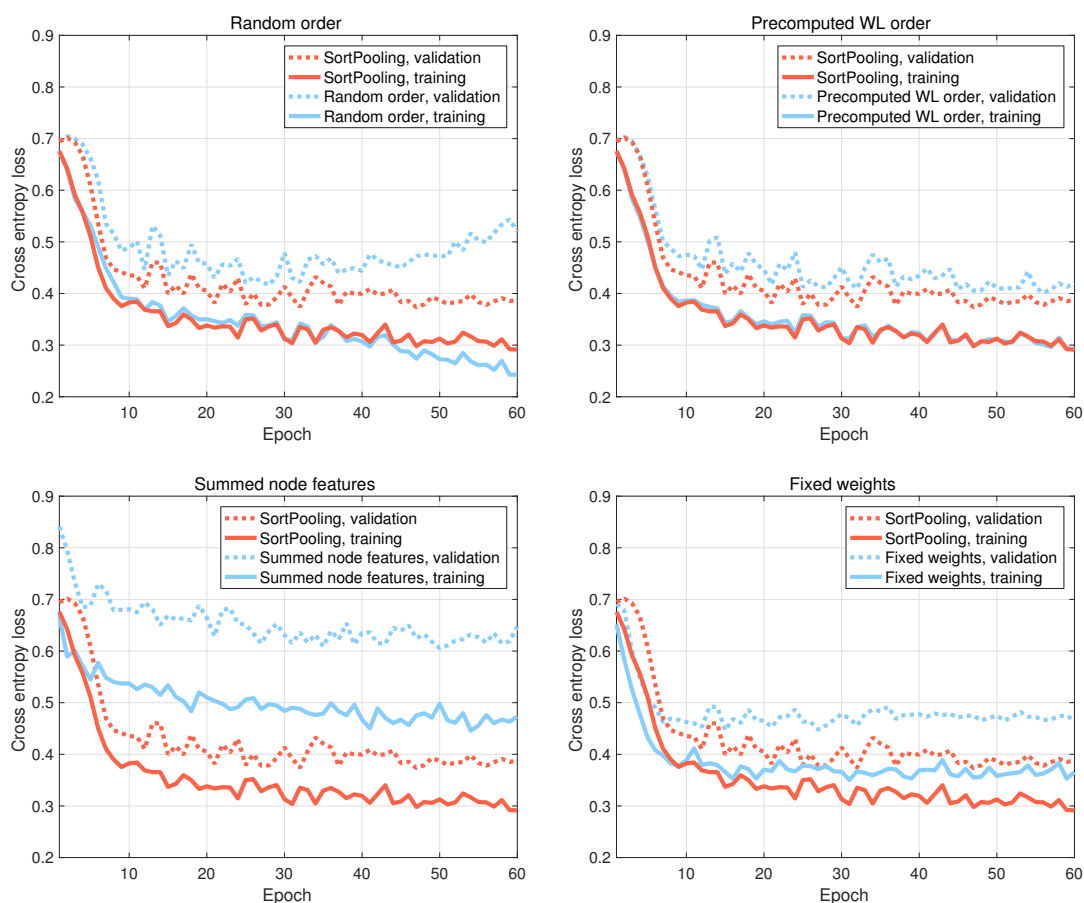 Random order
Cross entropy loss
0.9
0.8
0.7
0.6
0.5
0.4
0.3
0.2
SortPooling, validation
SortPooling, training
Random order, validation
Random order, training
10 20 30 40 50 60
Epoch
Precomputed WL order
Cross entropy loss
0.9
0.8
0.7
0.6
0.5
0.4
0.3
0.2
SortPooling, validation
SortPooling, training
Precomputed WL order, validation
Precomputed WL order, training
10 20 30 40 50 60
Epoch
Summed node features
Cross entropy loss
0.9
0.8
0.7
0.6
0.5
0.4
0.3
0.2
SortPooling, validation
SortPooling, training
Summed node features, validation
Summed node features, training
10 20 30 40 50 60
Epoch
Fixed weights
Cross entropy loss
0.9
0.8
0.7
0.6
0.5
0.4
0.3
0.2
SortPooling, validation
SortPooling, training
Fixed weights, validation
Fixed weights, training
10 20 30 40 50 60
Epoch